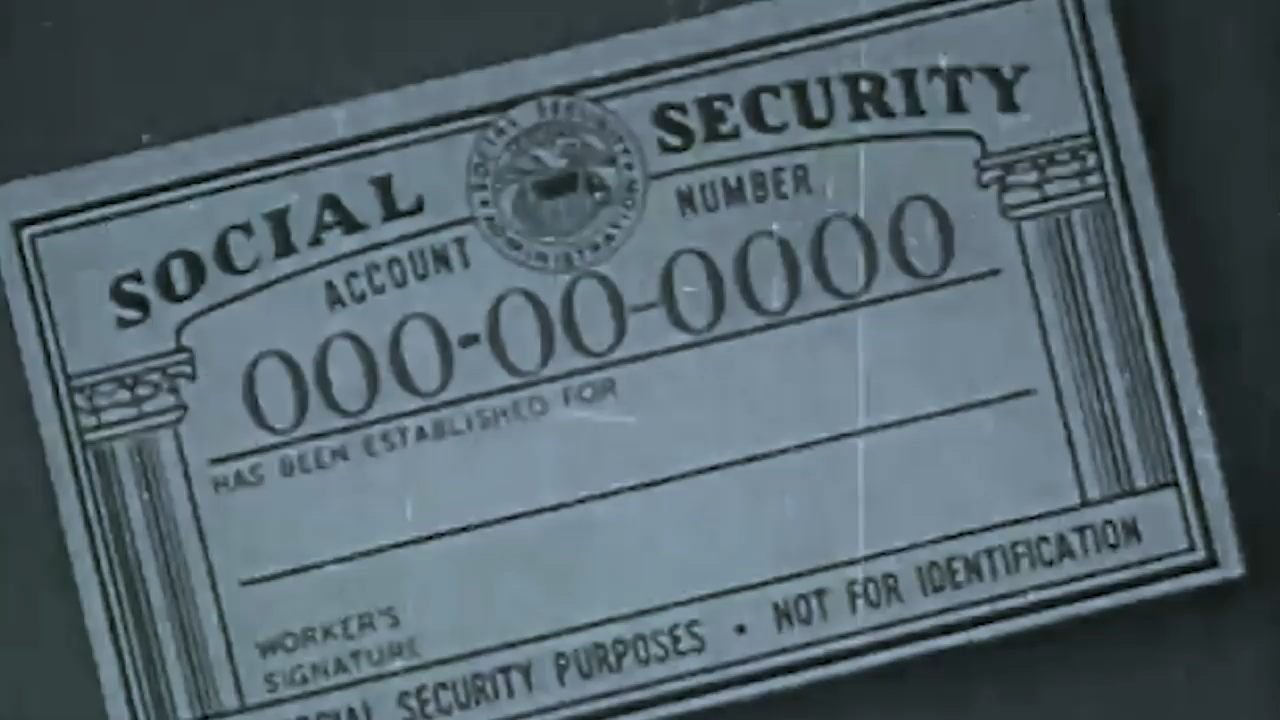 SOCIAL SECURITY
ACCOUNT NUMBER
000-00-0000
HAS BEEN ESTABLISHED FOR
WORKER'S
SIGNATURE
SECURITY PURPOSES • NOT FOR IDENTIFICATION